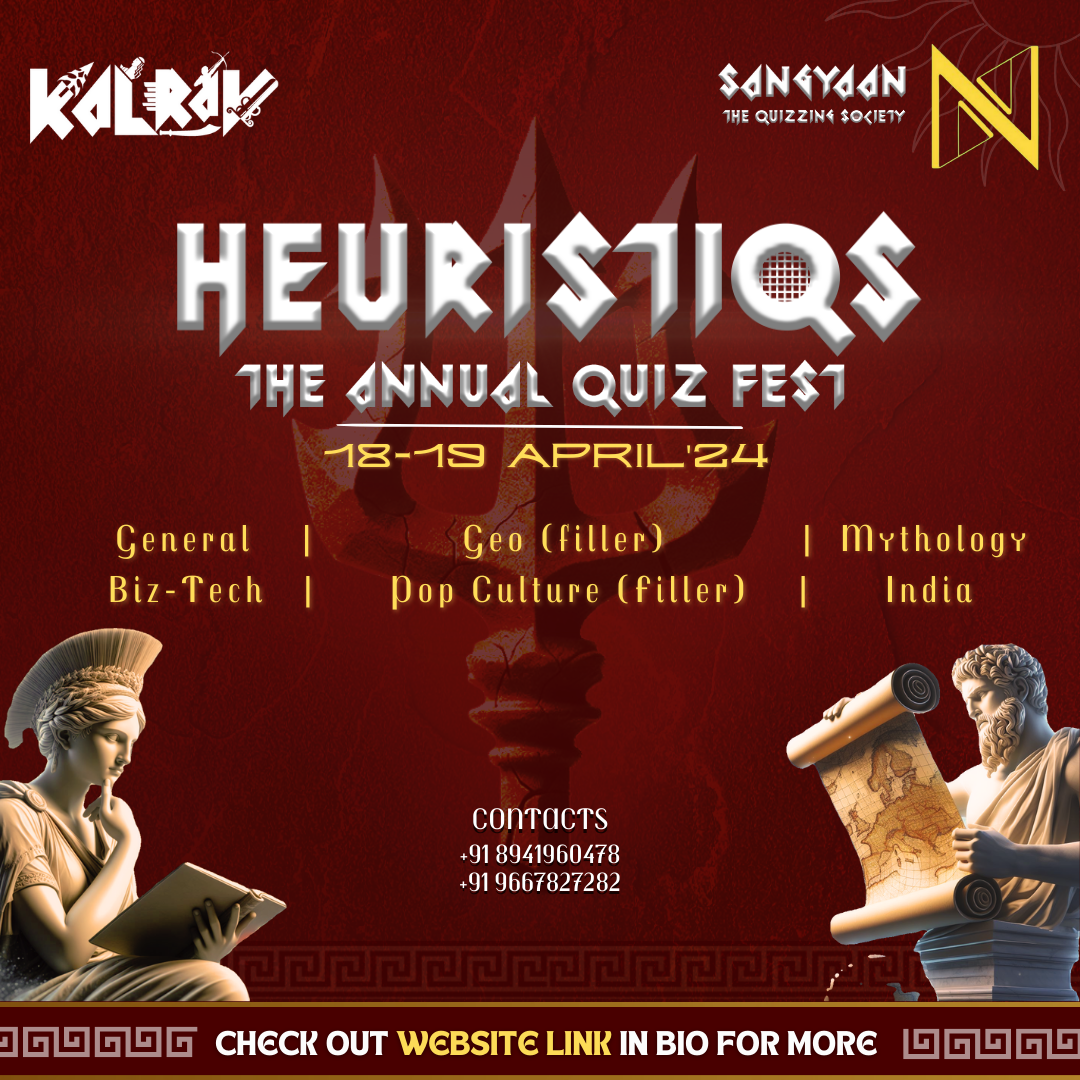 KALRAV
SANGYAAN
THE QUIZZING SOCIETY
HEURISTIQS
THE ANNUAL QUIZ FEST
18-19 APRIL'24
General | Geo (filler) | Mythology
Biz-Tech | Pop Culture (filler) | India
CONTACTS
+91 8941960478
+91 9667827282
CHECK OUT WEBSITE LINK IN BIO FOR MORE